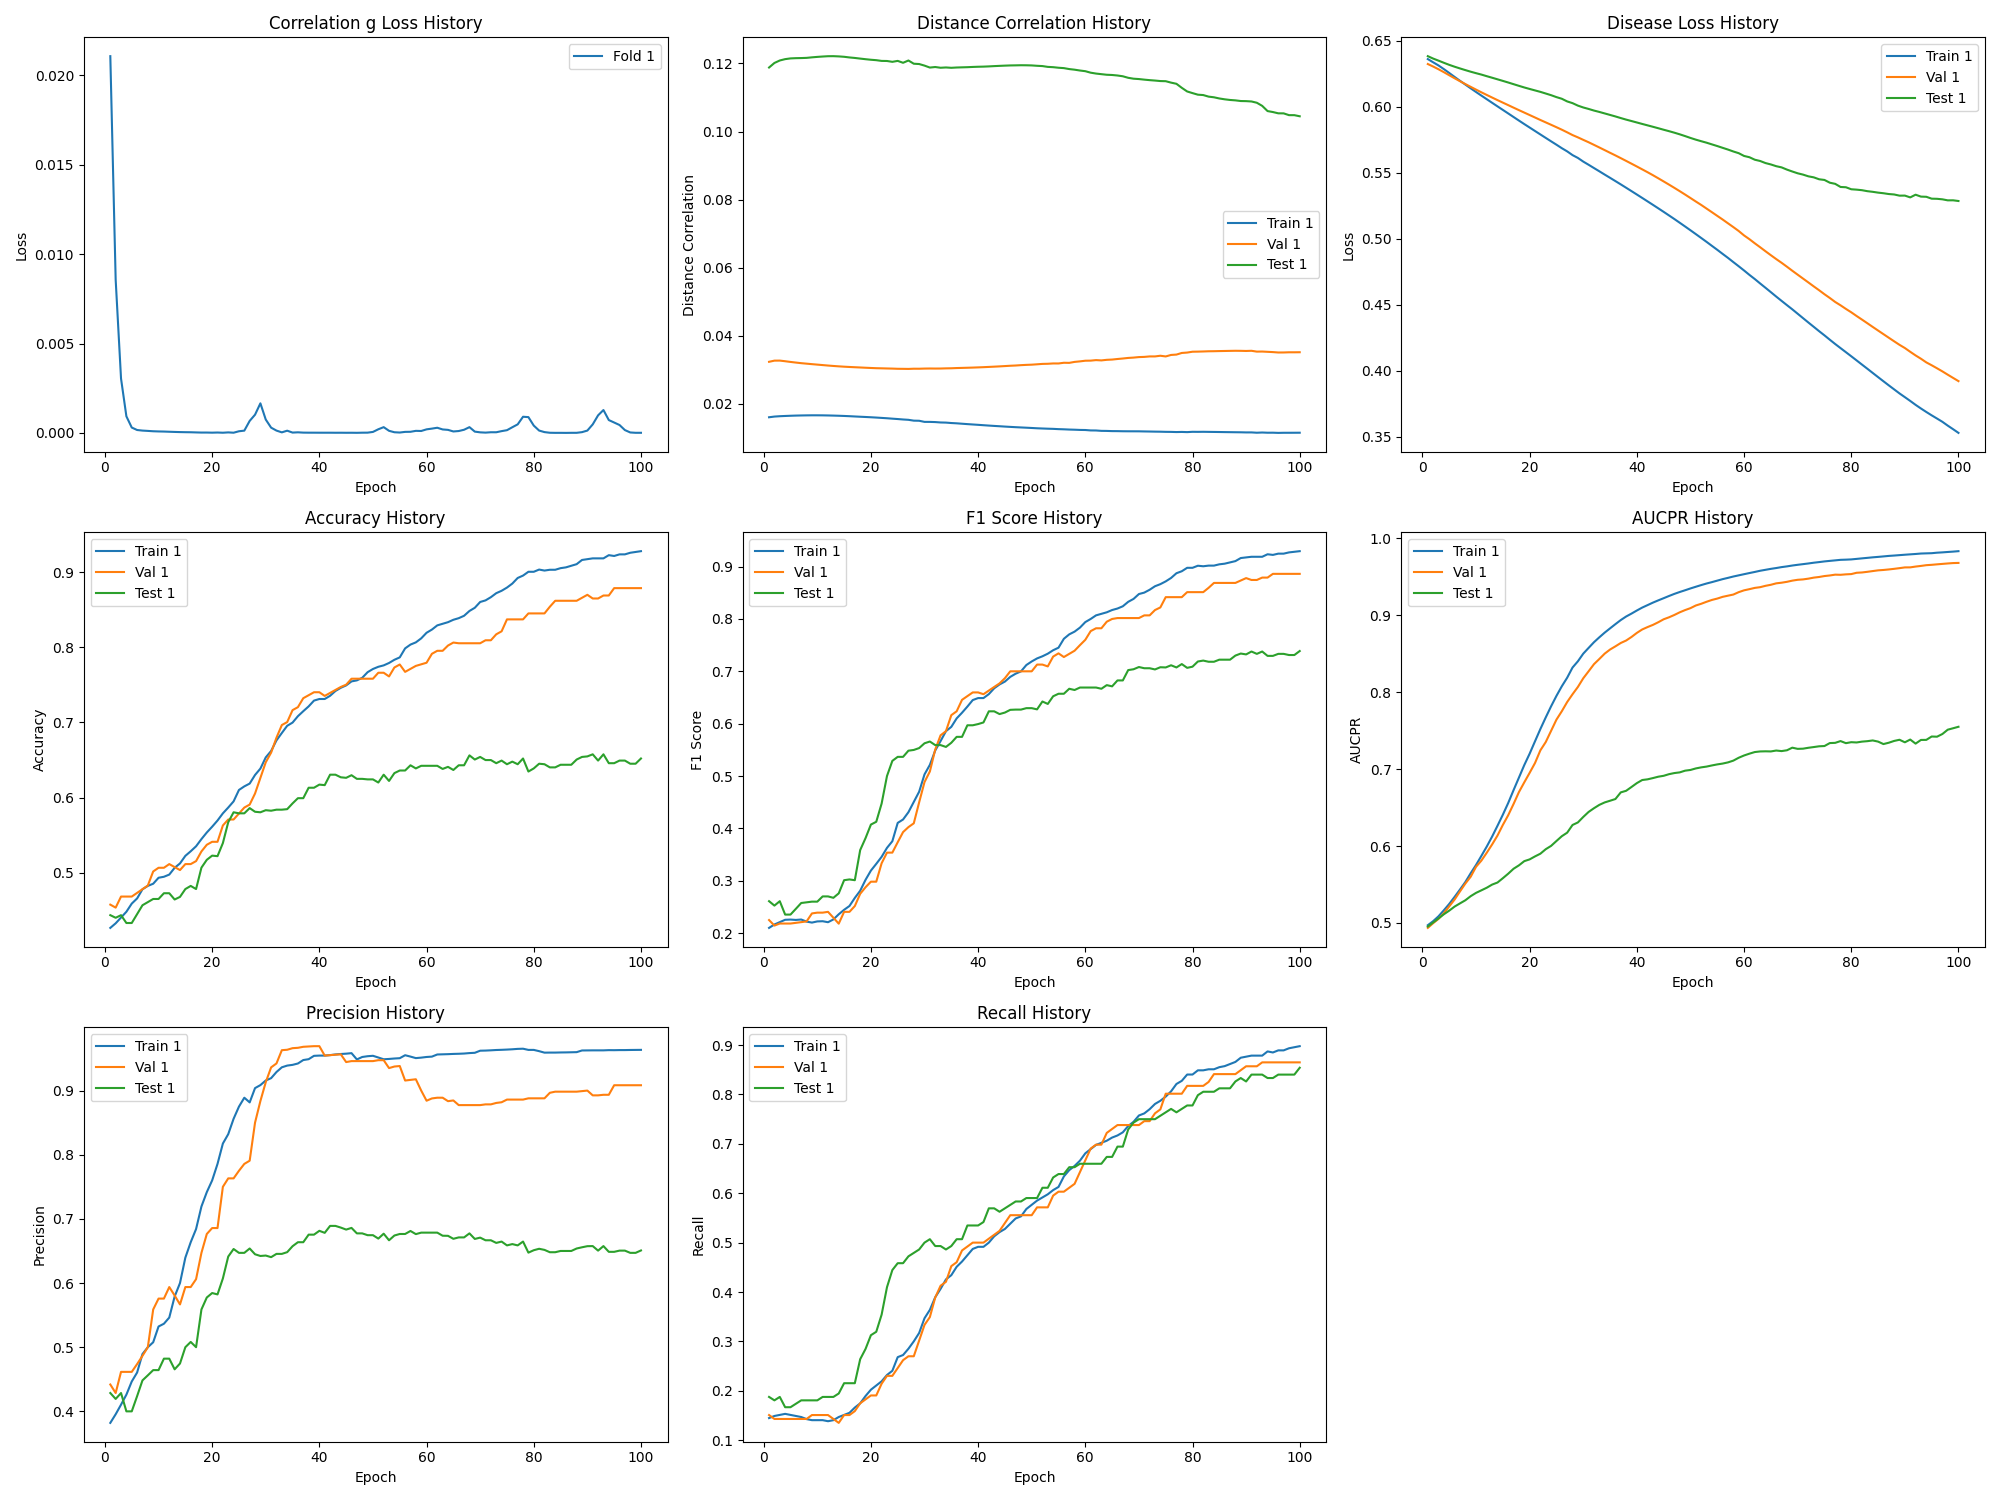 Correlation g Loss History
Fold 1
0.020
0.015
0.010
0.005
0.000
Loss
0 20 40 60 80 100
Epoch
Distance Correlation History
0.12
0.10
0.08
0.06
0.04
0.02
Distance Correlation
Train 1
Val 1
Test 1
0 20 40 60 80 100
Epoch
Disease Loss History
Train 1
Val 1
Test 1
0.65
0.60
0.55
0.50
0.45
0.40
0.35
Loss
0 20 40 60 80 100
Epoch
Accuracy History
Train 1
Val 1
Test 1
0.9
0.8
0.7
0.6
0.5
Accuracy
0 20 40 60 80 100
Epoch
F1 Score History
Train 1
Val 1
Test 1
0.9
0.8
0.7
0.6
0.5
0.4
0.3
0.2
F1 Score
0 20 40 60 80 100
Epoch
AUCPR History
Train 1
Val 1
Test 1
1.0
0.9
0.8
0.7
0.6
0.5
AUCPR
0 20 40 60 80 100
Epoch
Precision History
Train 1
Val 1
Test 1
0.9
0.8
0.7
0.6
0.5
0.4
Precision
0 20 40 60 80 100
Epoch
Recall History
Train 1
Val 1
Test 1
0.9
0.8
0.7
0.6
0.5
0.4
0.3
0.2
0.1
Recall
0 20 40 60 80 100
Epoch